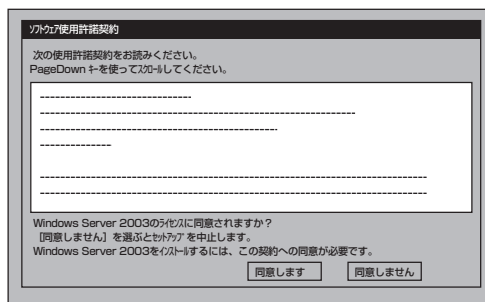 ソフトウェア使用許諾契約
次の使用許諾契約をお読みください。
PageDown キーを使ってスクロールしてください。
Windows Server 2003のライセンスに同意されますか？
［同意しません］を選ぶとセットアップを中止します。
Windows Server 2003をインストールするには、この契約への同意が必要です。
同意します
同意しません